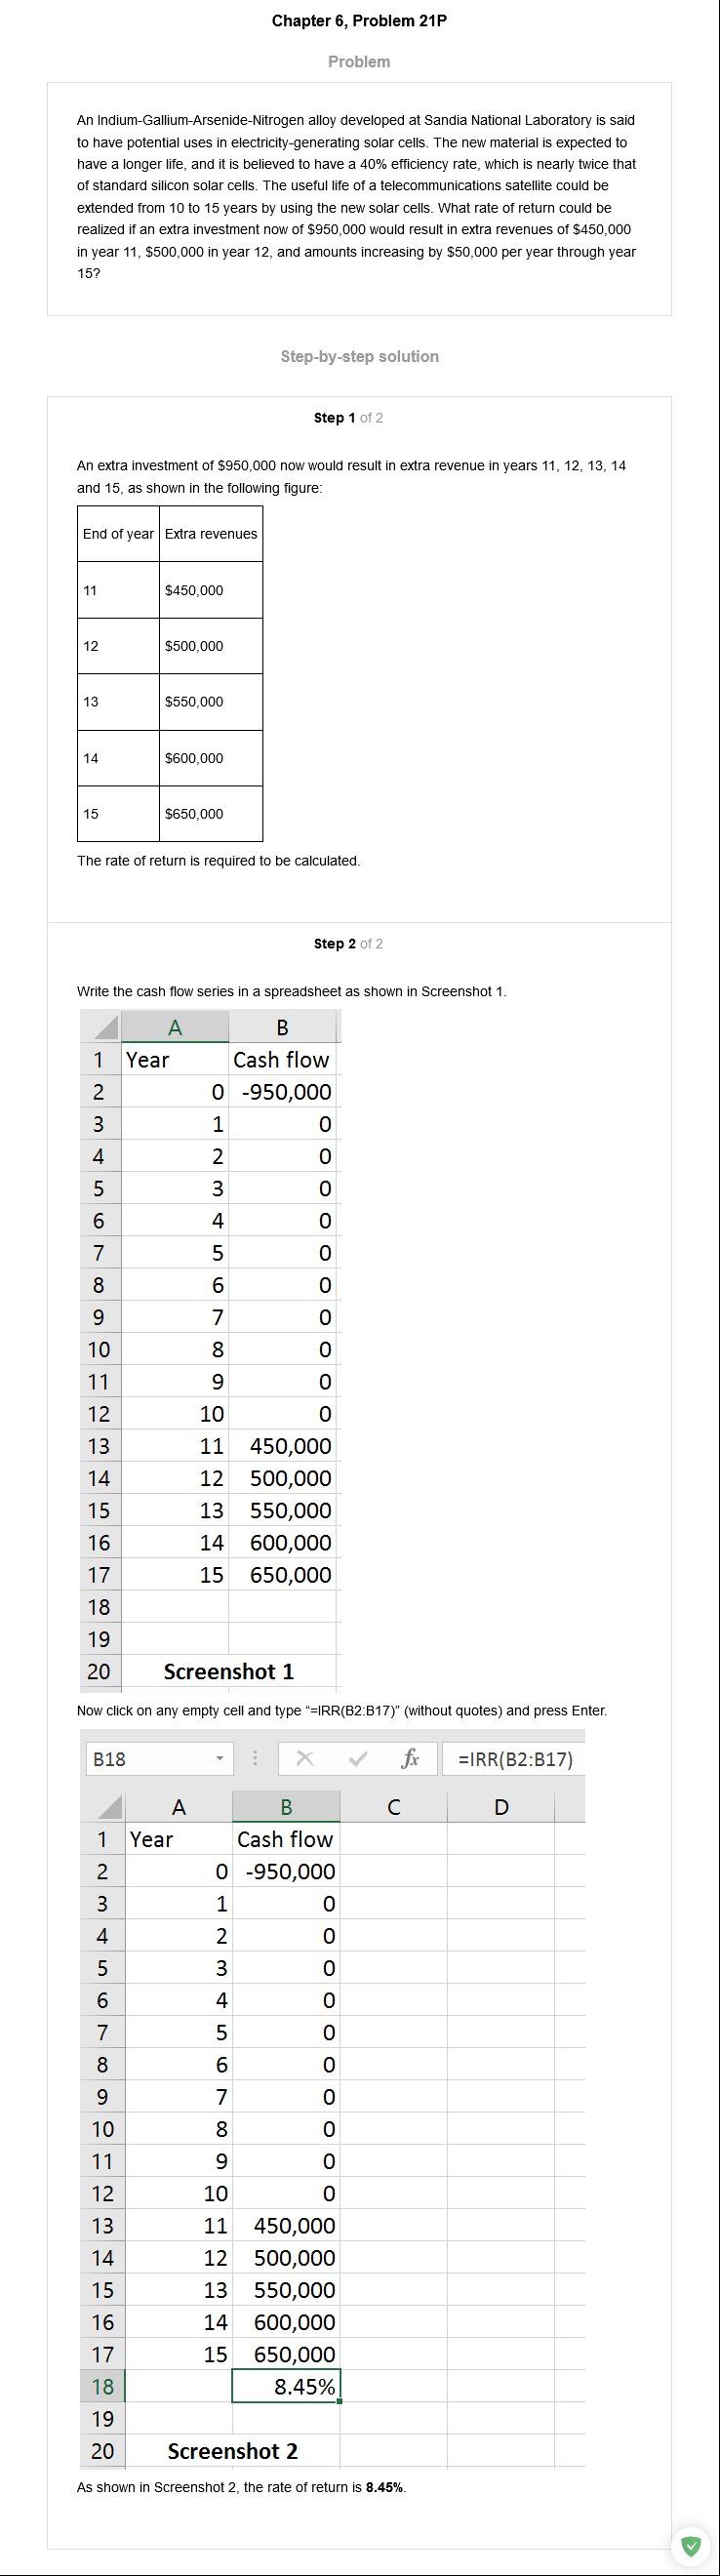 Chapter 6, Problem 21P
Problem
An Indium-Gallium-Arsenide-Nitrogen alloy developed at Sandia National Laboratory is said
to have potential uses in electricity-generating solar cells. The new material is expected to
have a longer life, and it is believed to have a 40% efficiency rate, which is nearly twice that
of standard silicon solar cells. The useful life of a telecommunications satellite could be
extended from 10 to 15 years by using the new solar cells. What rate of return could be
realized if an extra investment now of $950,000 would result in extra revenues of $450,000
in year 11, $500,000 in year 12, and amounts increasing by $50,000 per year through year
15?
Step-by-step solution
Step 1 of 2
An extra investment of $950,000 now would result in extra revenue in years 11, 12, 13, 14
and 15, as shown in the following figure:
End of year Extra revenues
11 $450,000
12 $500,000
13 $550,000
14 $600,000
15 $650,000
The rate of return is required to be calculated.
Step 2 of 2
Write the cash flow series in a spreadsheet as shown in Screenshot 1.
A B
1 Year Cash flow
2 0 -950,000
3 1 0
4 2 0
5 3 0
6 4 0
7 5 0
8 6 0
9 7 0
10 8 0
11 9 0
12 10 0
13 11 450,000
14 12 500,000
15 13 550,000
16 14 600,000
17 15 650,000
18
19
20 Screenshot 1
Now click on any empty cell and type “=IRR(B2:B17)” (without quotes) and press Enter.
B18 fx =IRR(B2:B17)
A B C D
1 Year Cash flow
2 0 -950,000
3 1 0
4 2 0
5 3 0
6 4 0
7 5 0
8 6 0
9 7 0
10 8 0
11 9 0
12 10 0
13 11 450,000
14 12 500,000
15 13 550,000
16 14 600,000
17 15 650,000
18 8.45%
19
20 Screenshot 2
As shown in Screenshot 2, the rate of return is 8.45%.